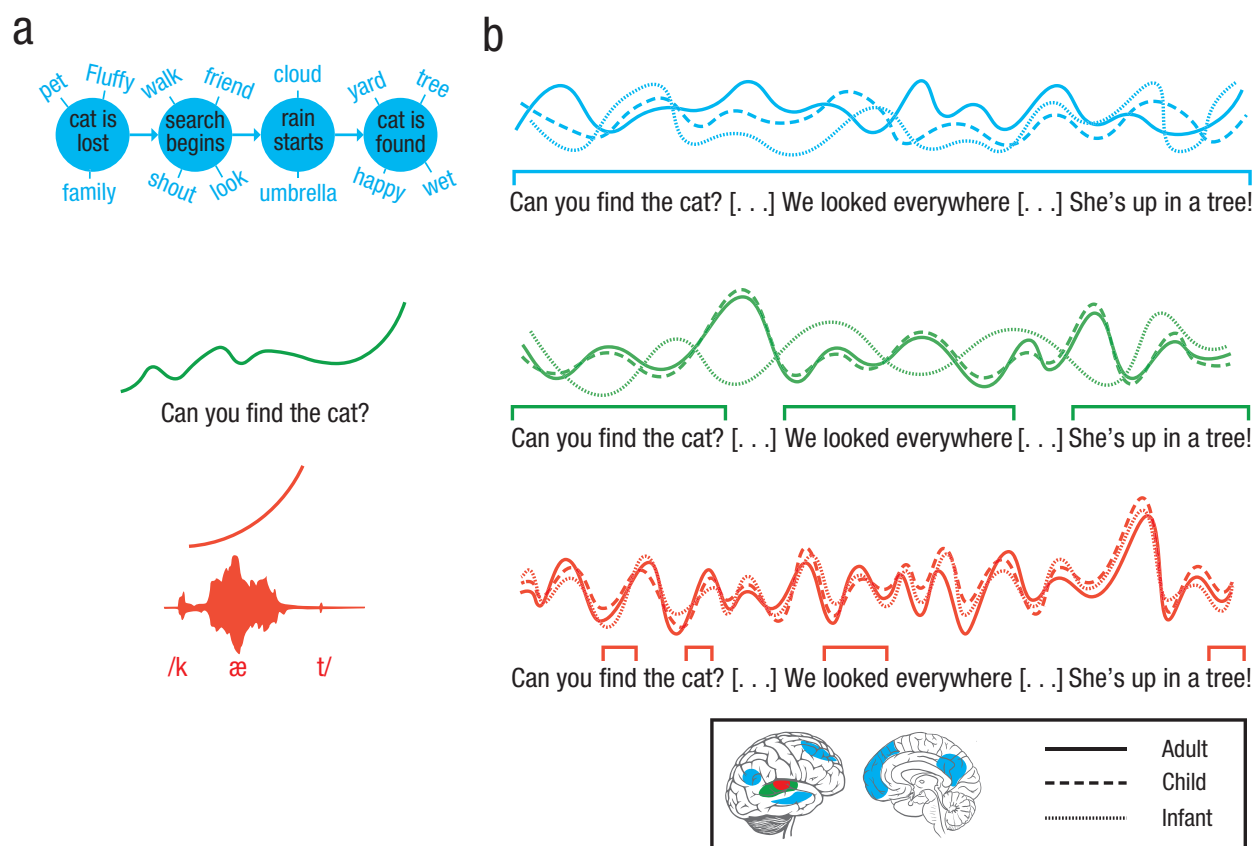 a
pet Fluffy walk friend cloud yard tree
cat is lost
search begins
rain starts
cat is found
family shout look umbrella happy wet
Can you find the cat?
/k æ t/
b
Can you find the cat? [. . .] We looked everywhere [. . .] She's up in a tree!
Can you find the cat? [. . .] We looked everywhere [. . .] She's up in a tree!
Can you find the cat? [. . .] We looked everywhere [. . .] She's up in a tree!
Adult
Child
Infant